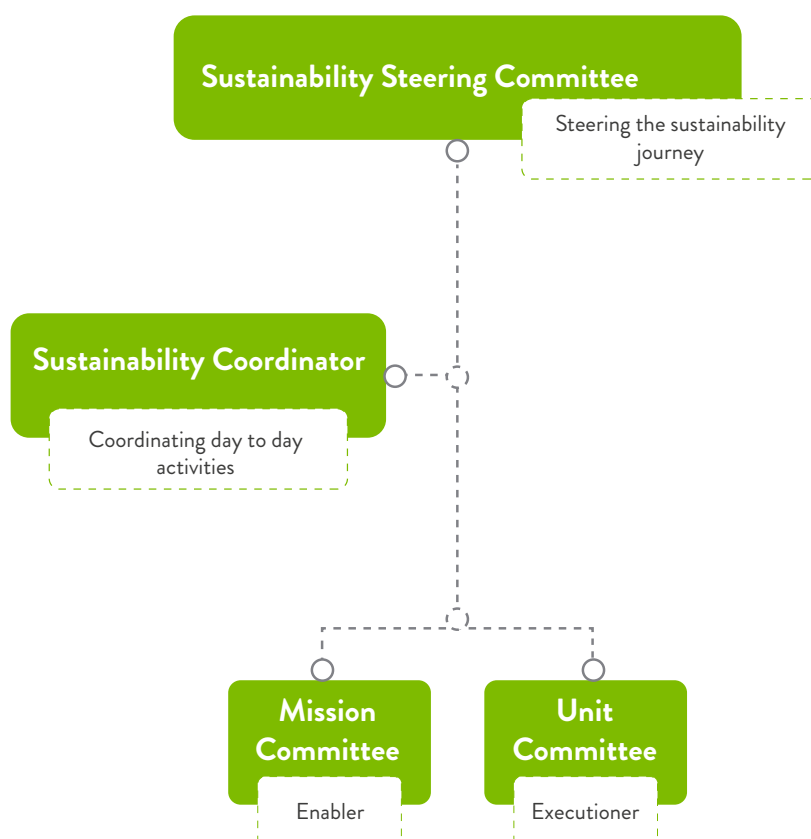 Sustainability Steering Committee
Steering the sustainability
journey
Sustainability Coordinator
Coordinating day to day
activities
Mission
Committee
Enabler
Unit
Committee
Executioner